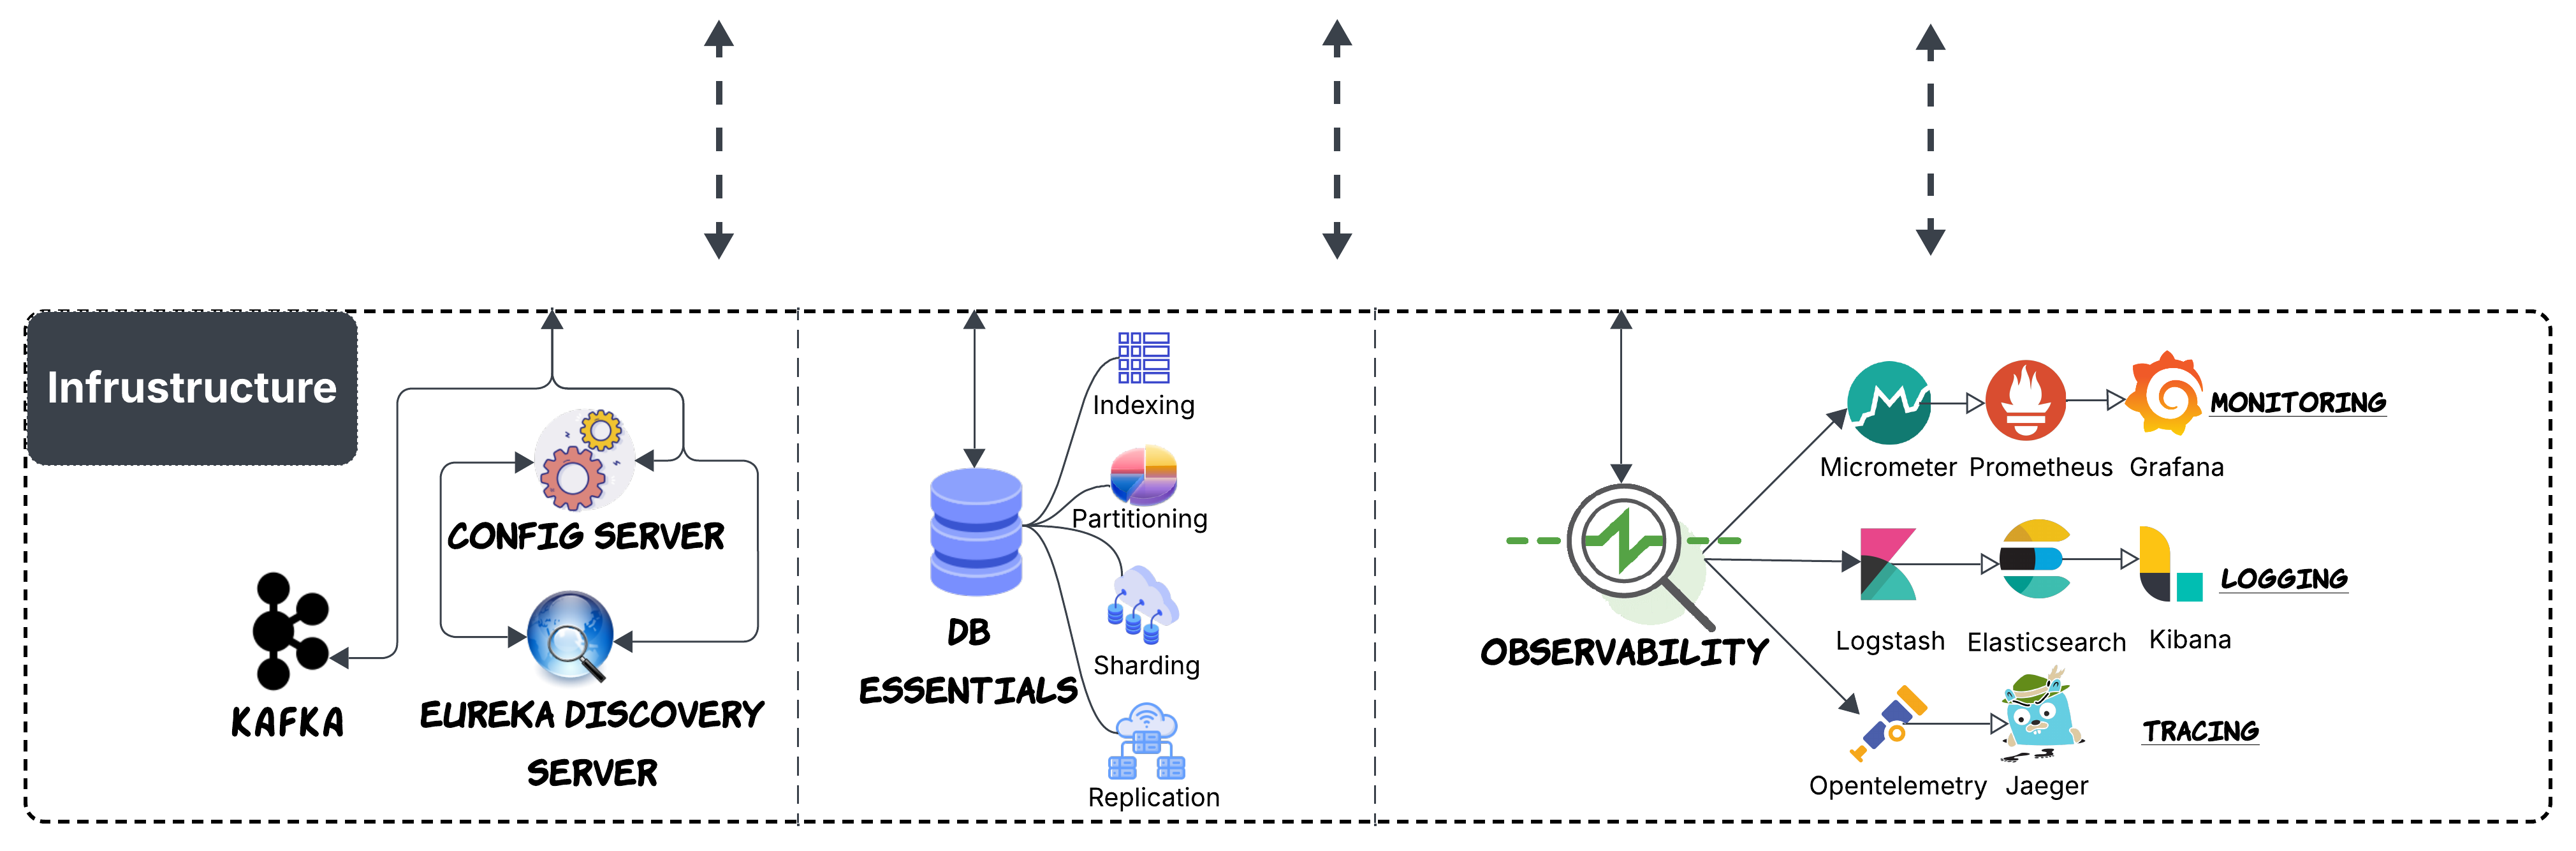 Infrustructure
CONFIG SERVER
KAFKA
EUREKA DISCOVERY
SERVER
DB
ESSENTIALS
Indexing
Partitioning
Sharding
Replication
OBSERVABILITY
Micrometer Prometheus Grafana
MONITORING
Logstash Elasticsearch Kibana
LOGGING
Opentelemetry Jaeger
TRACING